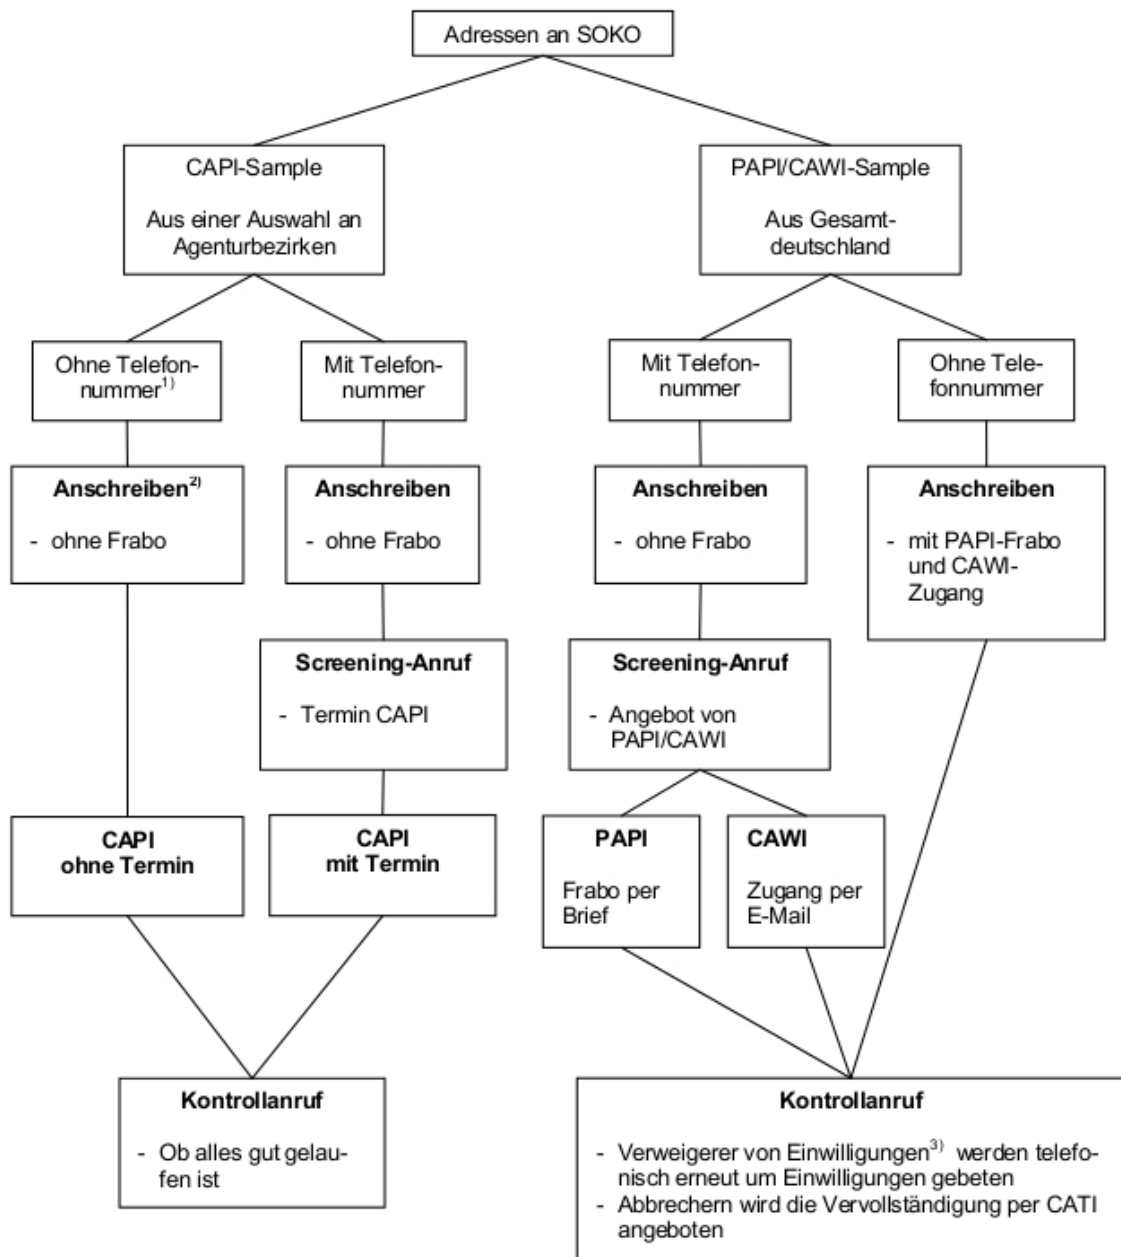 Adressen an SOKO
CAPI-Sample
Aus einer Auswahl an
Agenturbezirken
PAPI/CAWI-Sample
Aus Gesamt-
deutschland
Ohne Telefon-
nummer1)
Mit Telefon-
nummer
Mit Telefon-
nummer
Ohne Tele-
fonnummer
Anschreiben2)
- ohne Frabo
Anschreiben
- ohne Frabo
Anschreiben
- ohne Frabo
Anschreiben
- mit PAPI-Frabo
und CAWI-
Zugang
Screening-Anruf
- Termin CAPI
Screening-Anruf
- Angebot von
PAPI/CAWI
CAPI
ohne Termin
CAPI
mit Termin
PAPI
Frabo per
Brief
CAWI
Zugang per
E-Mail
Kontrollanruf
- Ob alles gut gelau-
fen ist
Kontrollanruf
- Verweigerer von Einwilligungen3) werden telefo-
nisch erneut um Einwilligungen gebeten
- Abbrechern wird die Vervollständigung per CATI
angeboten